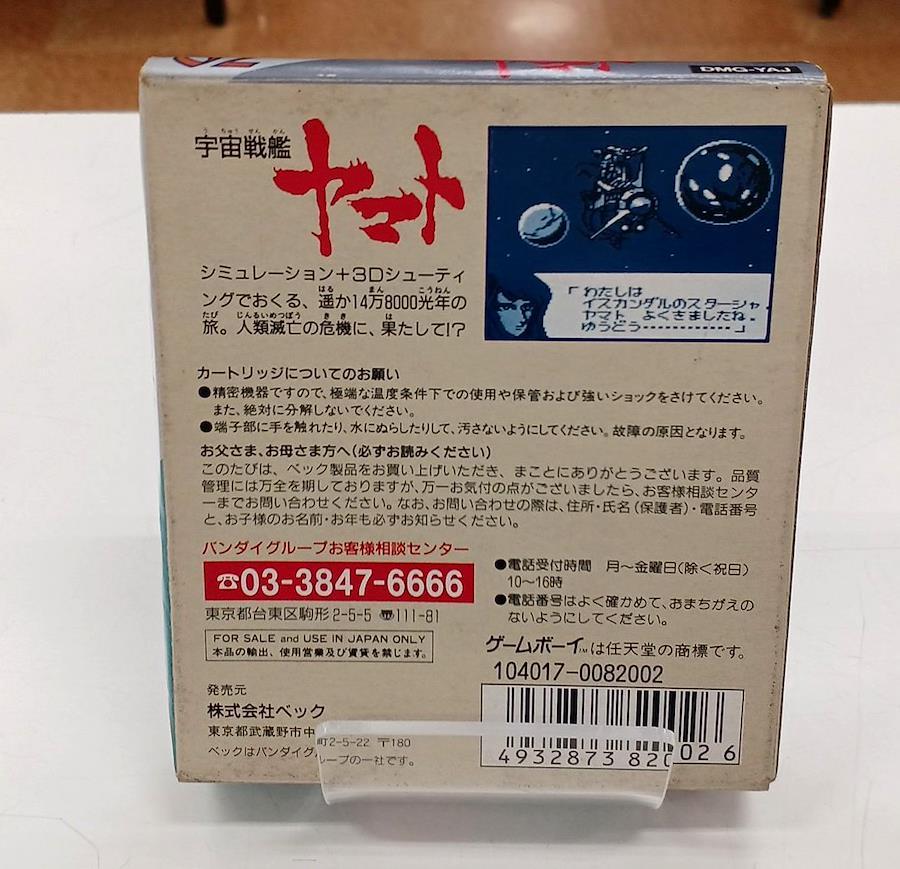 DMG-YAJ
宇宙戦艦
うちゅうせんかん
ヤマト
シミュレーション+3Dシューティ
ングでおくる、遥か14万8000光年の
旅。人類滅亡の危機に、果たして!?
「わたしは
イスカンダルのスターシャ
ヤマト よくきましたね。
ゆうどう…………」
カートリッジについてのお願い
●精密機器ですので、極端な温度条件下での使用や保管および強いショックをさけてください。
また、絶対に分解しないでください。
●端子部に手を触れたり、水にぬらしたりして、汚さないようにしてください。故障の原因となります。
お父さま、お母さま方へ(必ずお読みください)
このたびは、ベック製品をお買い上げいただき、まことにありがとうございます。品質
管理には万全を期しておりますが、万一お気付の点がございましたら、お客様相談センタ
ーまでお問い合わせください。なお、お問い合わせの際は、住所・氏名(保護者)・電話番号
と、お子様のお名前・お年も必ずお知らせください。
バンダイグループお客様相談センター
☎03-3847-6666
東京都台東区駒形2-5-5 〠111-81
FOR SALE and USE IN JAPAN ONLY
本品の輸出、使用営業及び賃貸を禁じます。
●電話受付時間 月〜金曜日(除く祝日)
10〜16時
●電話番号はよく確かめて、おまちがえの
ないようにしてください。
ゲームボーイTMは任天堂の商標です。
104017-0082002
発売元
株式会社ベック
東京都武蔵野市中町2-5-22 〒180
ベックはバンダイグループの一社です。
4932873820026